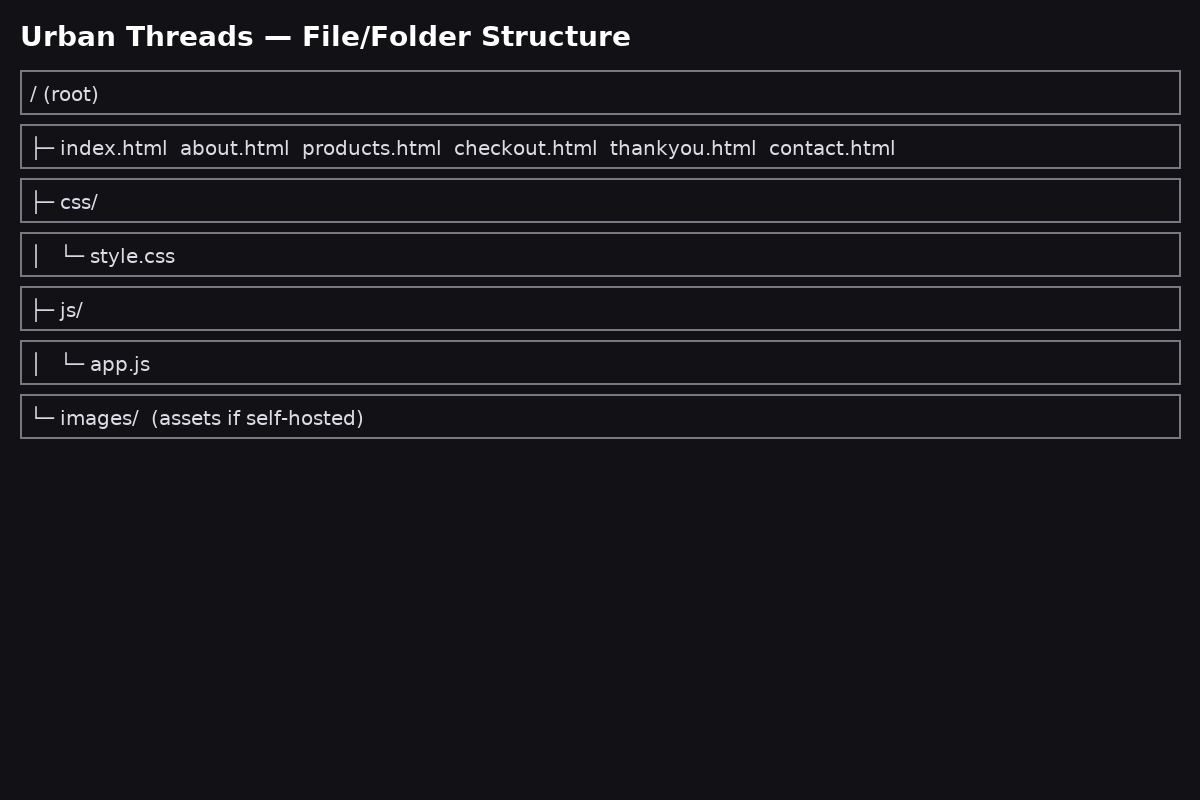 Urban Threads — File/Folder Structure
/ (root)
├─ index.html  about.html  products.html  checkout.html  thankyou.html  contact.html
├─ css/
│   └─ style.css
├─ js/
│   └─ app.js
└─ images/  (assets if self-hosted)